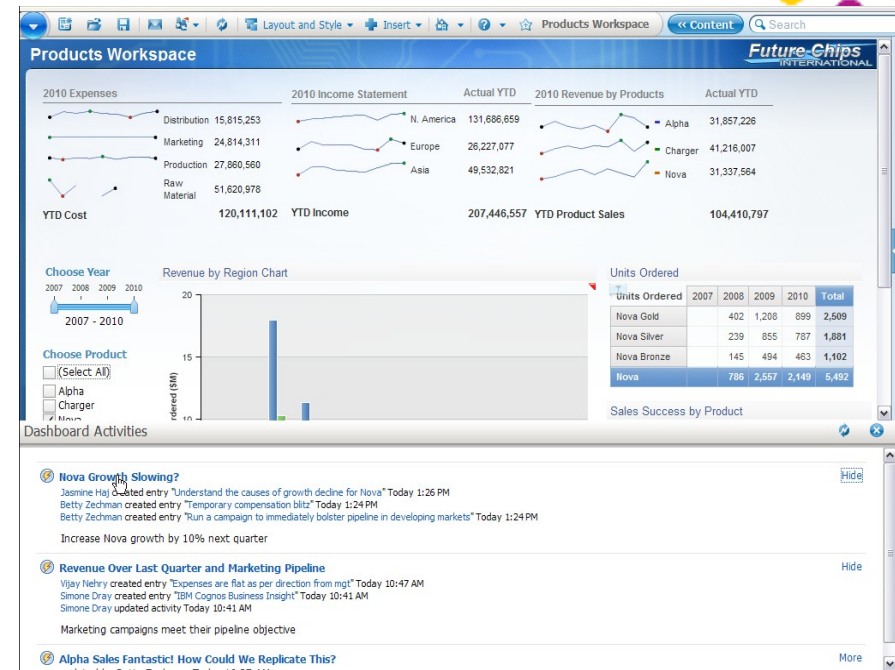 Layout and Style
Insert
Products Workspace
Content
Search
Products Workspace
Future Chips
INTERNATIONAL
2010 Expenses
Distribution 15,815,253
Marketing 24,814,311
Production 27,860,560
Raw Material 51,620,978
YTD Cost 120,111,102
2010 Income Statement Actual YTD
N. America 131,686,659
Europe 26,227,077
Asia 49,532,821
YTD Income 207,446,557
2010 Revenue by Products Actual YTD
Alpha 31,857,226
Charger 41,216,007
Nova 31,337,564
YTD Product Sales 104,410,797
Choose Year
2007 2008 2009 2010
2007 - 2010
Choose Product
(Select All)
Alpha
Charger
Nova
Revenue by Region Chart
20
15
10
Units Ordered
Units Ordered 2007 2008 2009 2010 Total
Nova Gold 402 1,208 899 2,509
Nova Silver 239 855 787 1,881
Nova Bronze 145 494 463 1,102
Nova 786 2,557 2,149 5,492
Sales Success by Product
Dashboard Activities
Nova Growth Slowing? Hide
Jasmine Haj created entry "Understand the causes of growth decline for Nova" Today 1:26 PM
Betty Zechman created entry "Temporary compensation blitz" Today 1:24 PM
Betty Zechman created entry "Run a campaign to immediately bolster pipeline in developing markets" Today 1:24 PM
Increase Nova growth by 10% next quarter
Revenue Over Last Quarter and Marketing Pipeline Hide
Vijay Nehry created entry "Expenses are flat as per direction from mgt" Today 10:47 AM
Simone Dray created entry "IBM Cognos Business Insight" Today 10:41 AM
Simone Dray updated activity Today 10:41 AM
Marketing campaigns meet their pipeline objective
Alpha Sales Fantastic! How Could We Replicate This? More